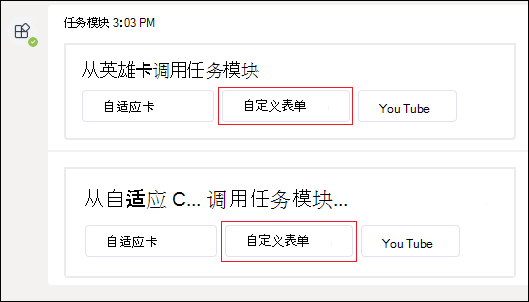 任务模块 3:03 PM
从英雄卡调用任务模块
自适应卡 自定义表单 You Tube
从自适应 C... 调用任务模块...
自适应卡 自定义表单 You Tube